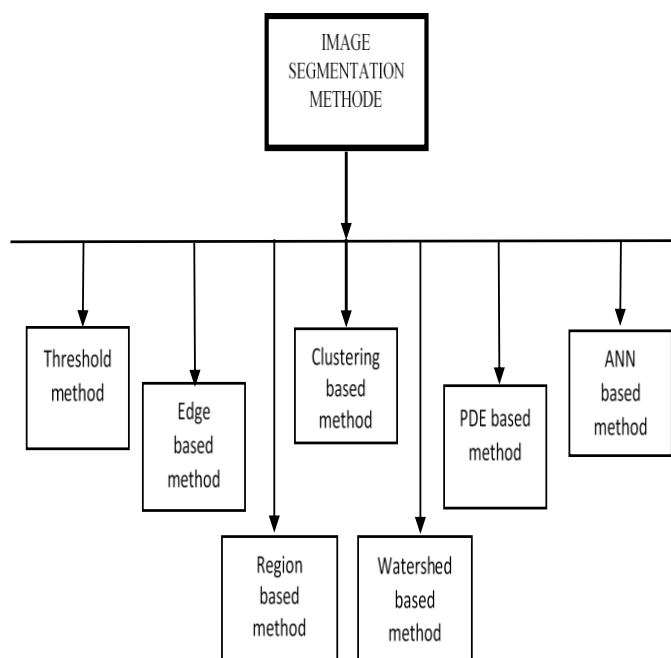 IMAGE
SEGMENTATION
METHODE
Threshold
method
Edge
based
method
Region
based
method
Clustering
based
method
Watershed
based
method
PDE based
method
ANN
based
method